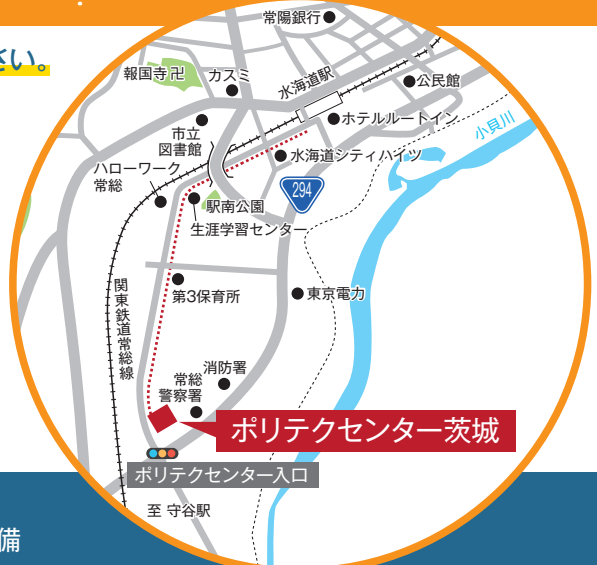 さい。
常陽銀行
報国寺卍
カスミ
水海道駅
公民館
ホテルルートイン
小貝川
市立
図書館
水海道シティハイツ
ハローワーク
常総
294
駅南公園
生涯学習センター
関東鉄道常総線
第3保育所
東京電力
消防署
常総
警察署
ポリテクセンター茨城
ポリテクセンター入口
至 守谷駅
備